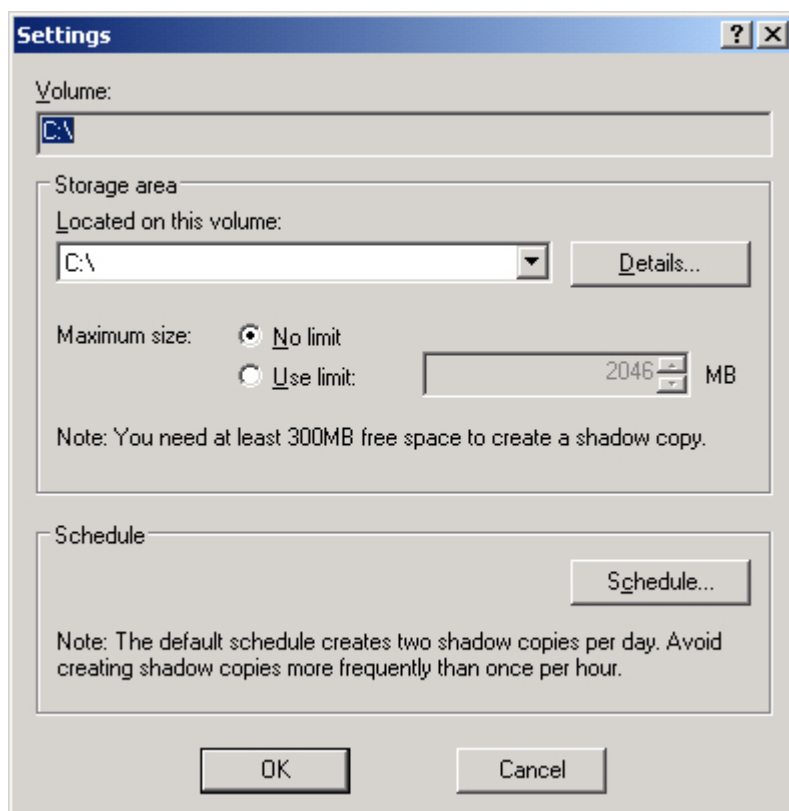 Settings
Volume:
C:\
Storage area
Located on this volume:
C:\
Details...
Maximum size:
No limit
Use limit:
2046
MB
Note: You need at least 300MB free space to create a shadow copy.
Schedule
Schedule...
Note: The default schedule creates two shadow copies per day. Avoid
creating shadow copies more frequently than once per hour.
OK
Cancel